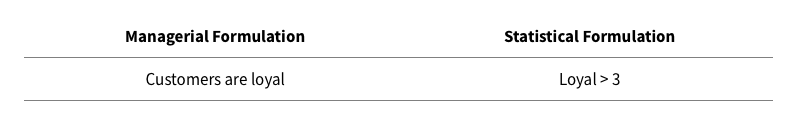 Managerial Formulation Statistical Formulation
Customers are loyal Loyal > 3